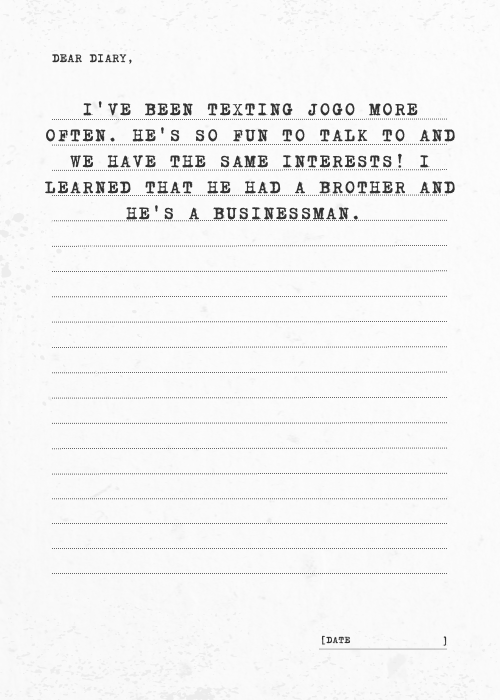 DEAR DIARY,
I'VE BEEN TEXTING JOGO MORE
OFTEN. HE'S SO FUN TO TALK TO AND
WE HAVE THE SAME INTERESTS! I
LEARNED THAT HE HAD A BROTHER AND
HE'S A BUSINESSMAN.
[DATE ]